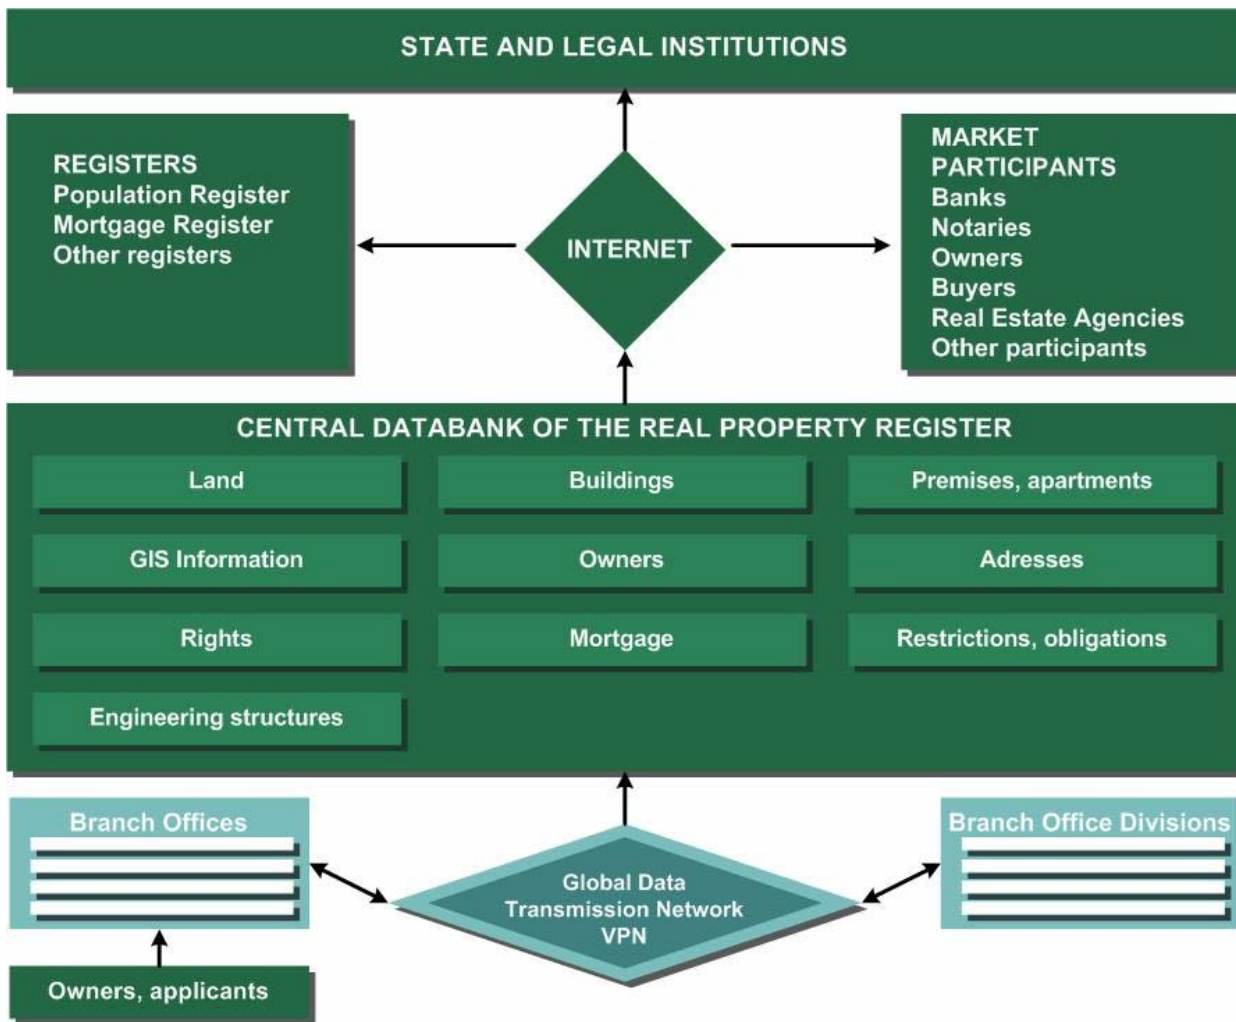 STATE AND LEGAL INSTITUTIONS
REGISTERS
Population Register
Mortgage Register
Other registers
INTERNET
MARKET
PARTICIPANTS
Banks
Notaries
Owners
Buyers
Real Estate Agencies
Other participants
CENTRAL DATABANK OF THE REAL PROPERTY REGISTER
Land
Buildings
Premises, apartments
GIS Information
Owners
Adresses
Rights
Mortgage
Restrictions, obligations
Engineering structures
Branch Offices
Global Data
Transmission Network
VPN
Branch Office Divisions
Owners, applicants